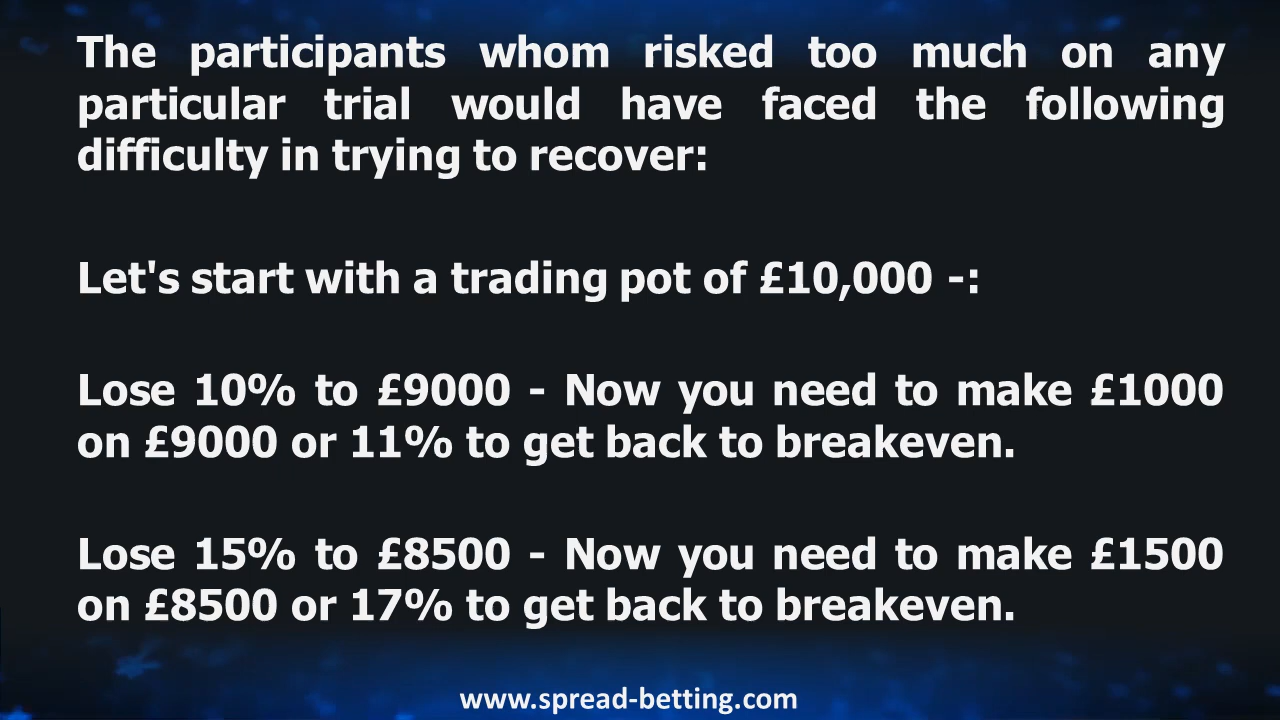 The participants whom risked too much on any
particular trial would have faced the following
difficulty in trying to recover:
Let's start with a trading pot of £10,000 -:
Lose 10% to £9000 - Now you need to make £1000
on £9000 or 11% to get back to breakeven.
Lose 15% to £8500 - Now you need to make £1500
on £8500 or 17% to get back to breakeven.
www.spread-betting.com